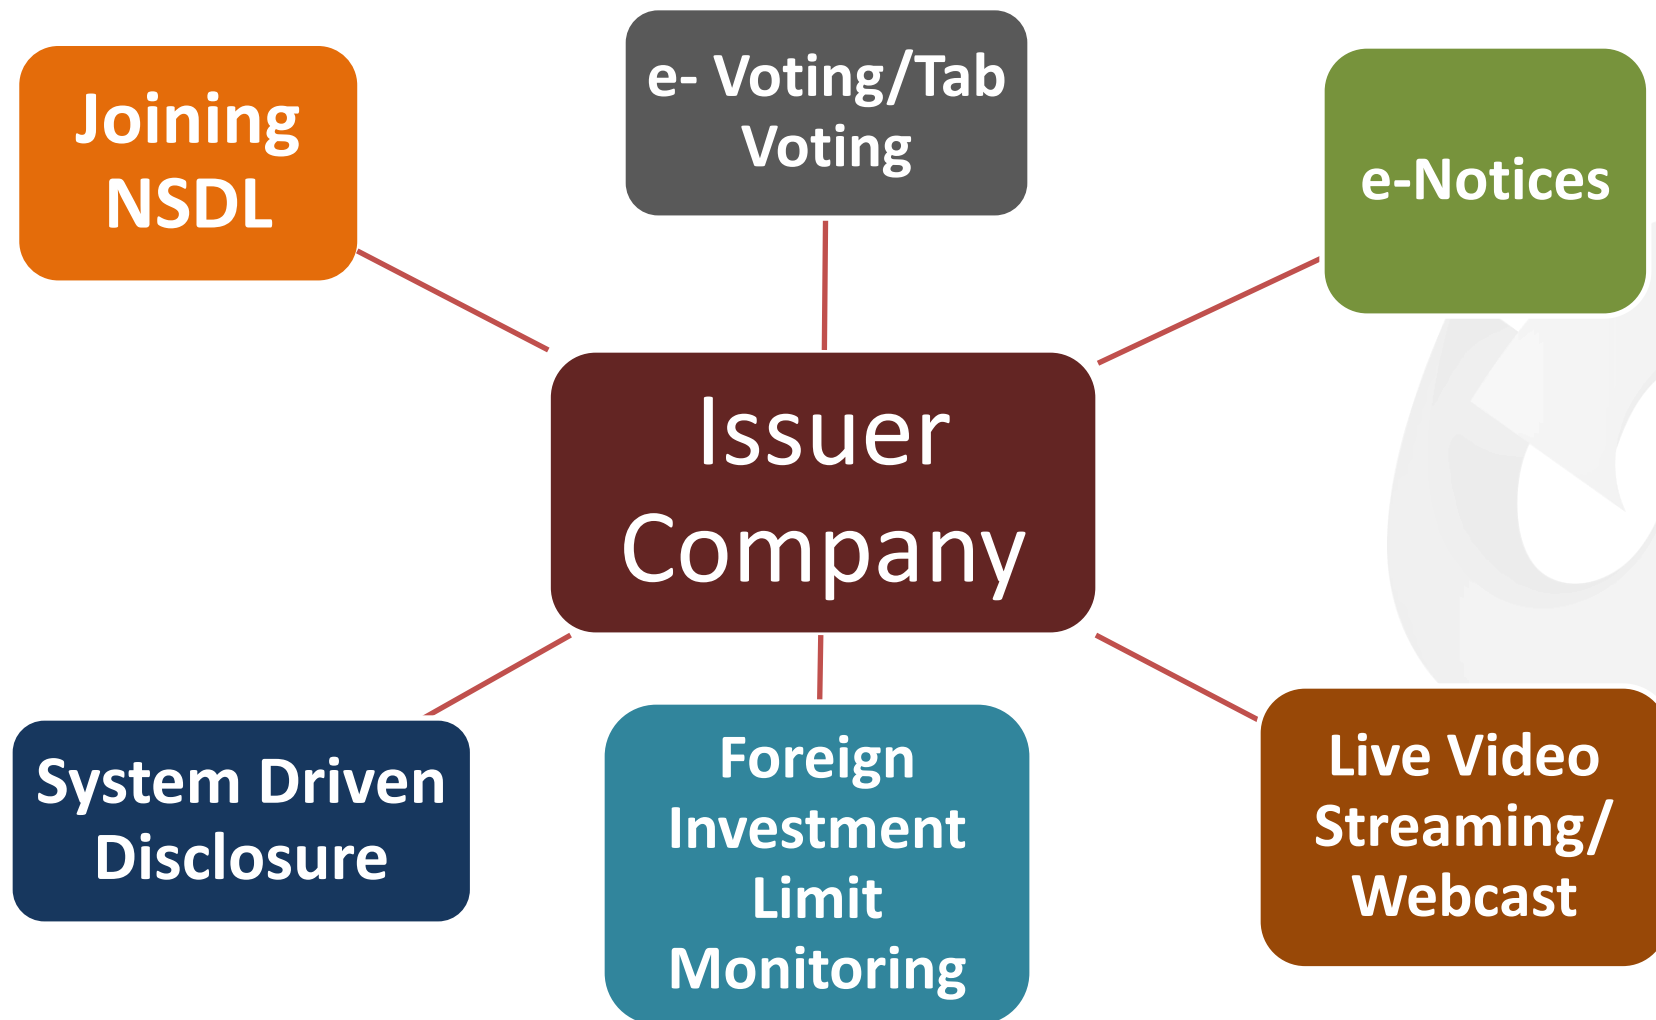 Joining
NSDL
e- Voting/Tab
Voting
e-Notices
Issuer
Company
System Driven
Disclosure
Foreign
Investment
Limit
Monitoring
Live Video
Streaming/
Webcast